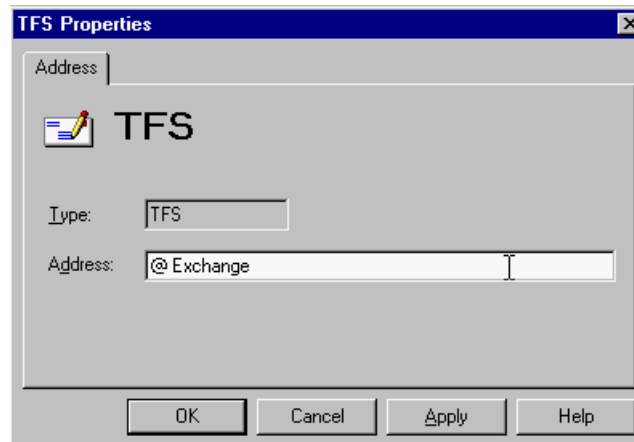 TFS Properties
Address
TFS
Type: TFS
Address: @ Exchange
OK Cancel Apply Help